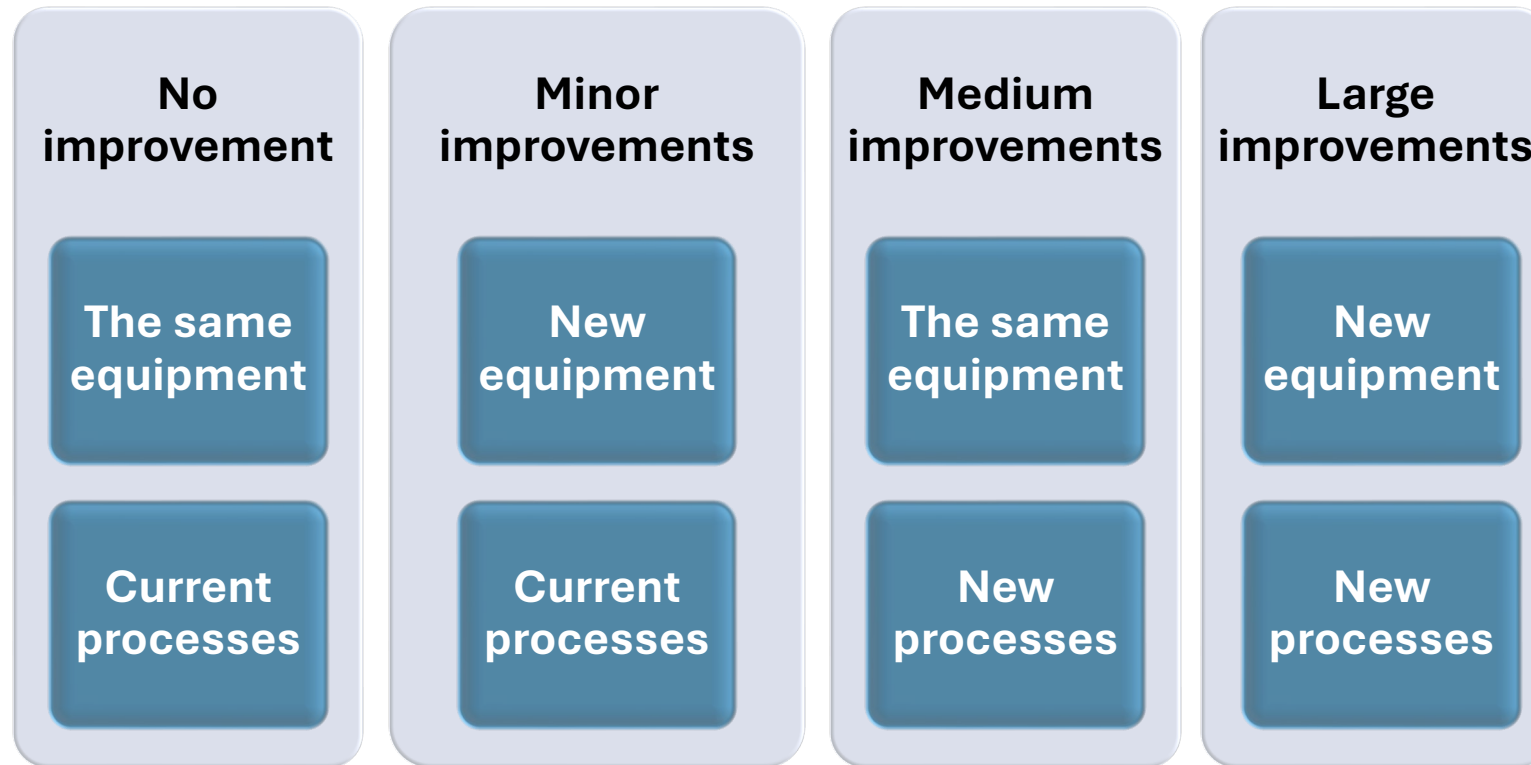 No
improvement
The same
equipment
Current
processes
Minor
improvements
New
equipment
Current
processes
Medium
improvements
The same
equipment
New
processes
Large
improvements
New
equipment
New
processes